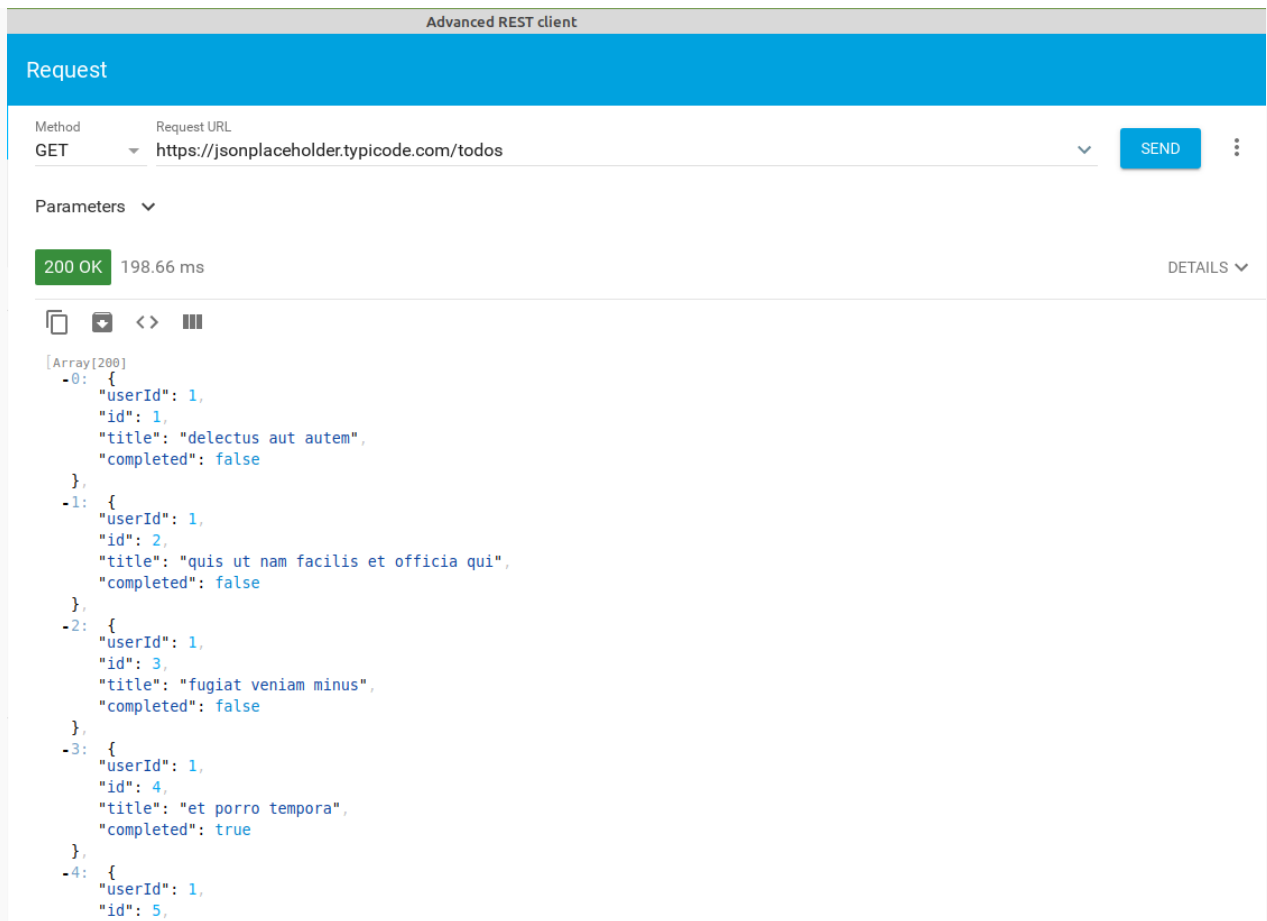 Advanced REST client
Request
Method Request URL
GET https://jsonplaceholder.typicode.com/todos SEND
Parameters
200 OK 198.66 ms DETAILS
[Array[200]
-0: {
"userId": 1,
"id": 1,
"title": "delectus aut autem",
"completed": false
},
-1: {
"userId": 1,
"id": 2,
"title": "quis ut nam facilis et officia qui",
"completed": false
},
-2: {
"userId": 1,
"id": 3,
"title": "fugiat veniam minus",
"completed": false
},
-3: {
"userId": 1,
"id": 4,
"title": "et porro tempora",
"completed": true
},
-4: {
"userId": 1,
"id": 5,